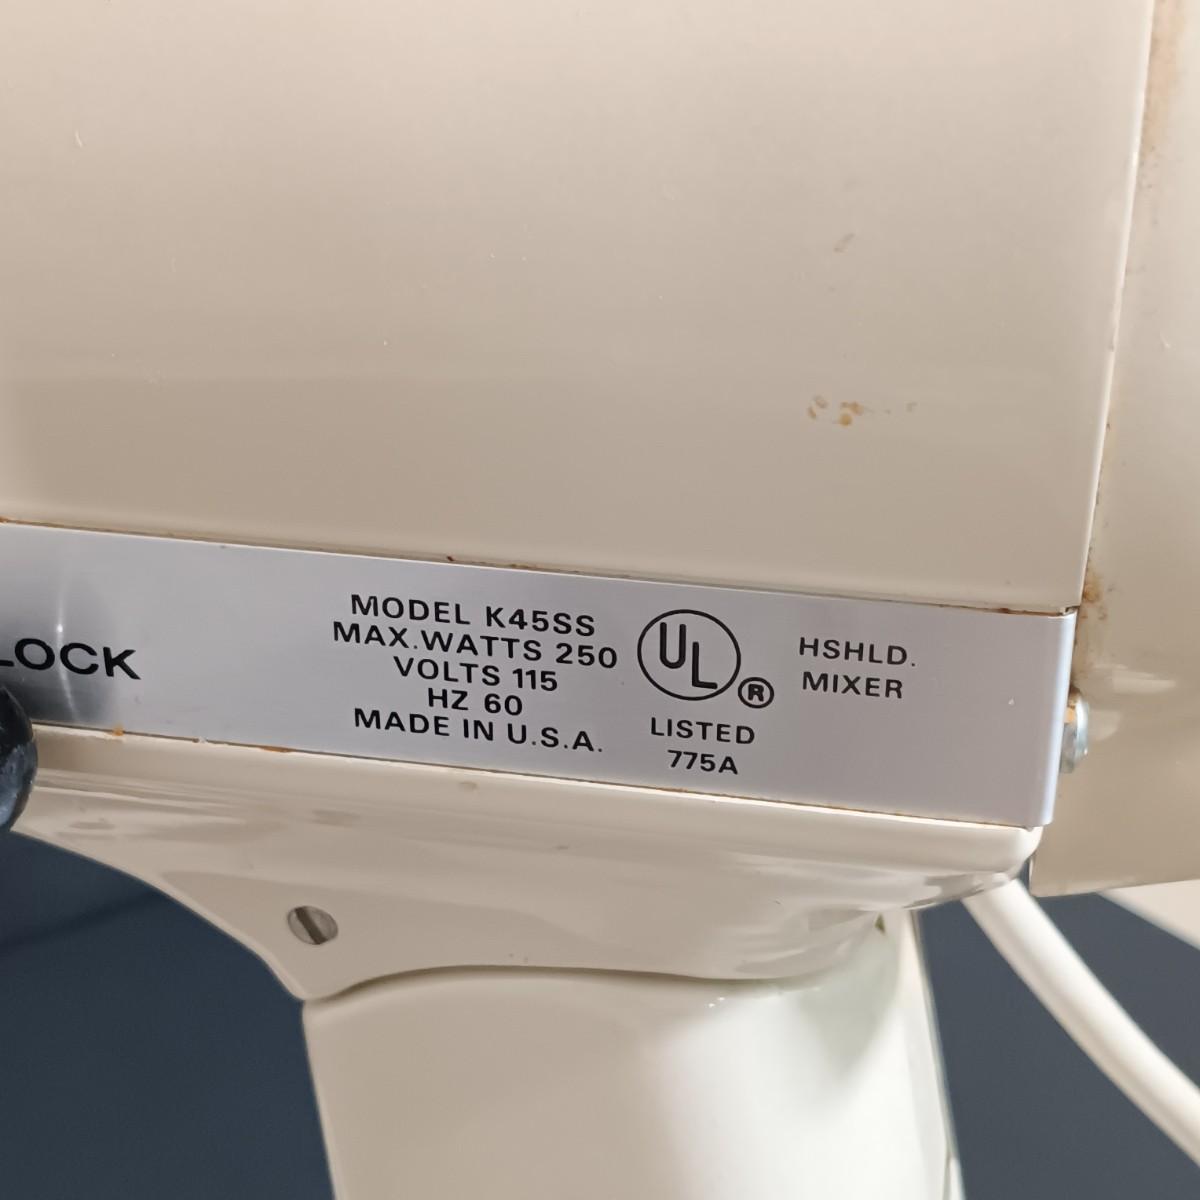 LOCK
MODEL K45SS
MAX.WATTS 250
VOLTS 115
HZ 60
MADE IN U.S.A.
UL ®
LISTED
775A
HSHLD.
MIXER